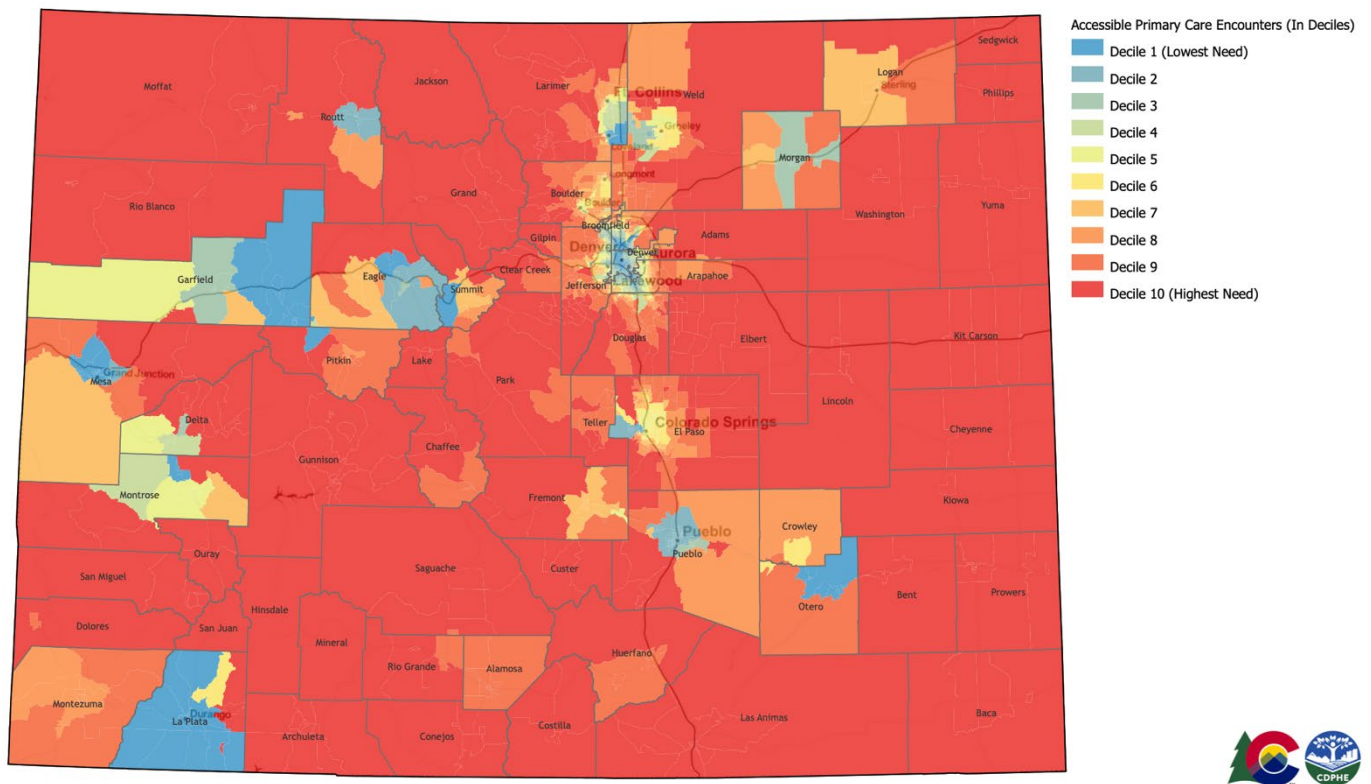 Accessible Primary Care Encounters (In Deciles)
Decile 1 (Lowest Need)
Decile 2
Decile 3
Decile 4
Decile 5
Decile 6
Decile 7
Decile 8
Decile 9
Decile 10 (Highest Need)
Sedgwick
Logan
Sterling
Phillips
Moffat
Jackson
Larimer
Ft. Collins
Weld
Routt
Greeley
Loveland
Morgan
Grand
Longmont
Boulder
Boulder
Rio Blanco
Washington
Yuma
Broomfield
Adams
Gilpin
Denver
Denver
Aurora
Garfield
Eagle
Clear Creek
Arapahoe
Summit
Jefferson
Lakewood
Douglas
Elbert
Kit Carson
Pitkin
Lake
Grand Junction
Mesa
Park
Lincoln
Delta
Teller
Colorado Springs
El Paso
Cheyenne
Chaffee
Gunnison
Montrose
Fremont
Kiowa
Crowley
Pueblo
Pueblo
Ouray
Saguache
Custer
San Miguel
Otero
Bent
Prowers
Hinsdale
Dolores
San Juan
Mineral
Rio Grande
Alamosa
Huerfano
Montezuma
Durango
La Plata
Archuleta
Conejos
Costilla
Las Animas
Baca
CDPHE